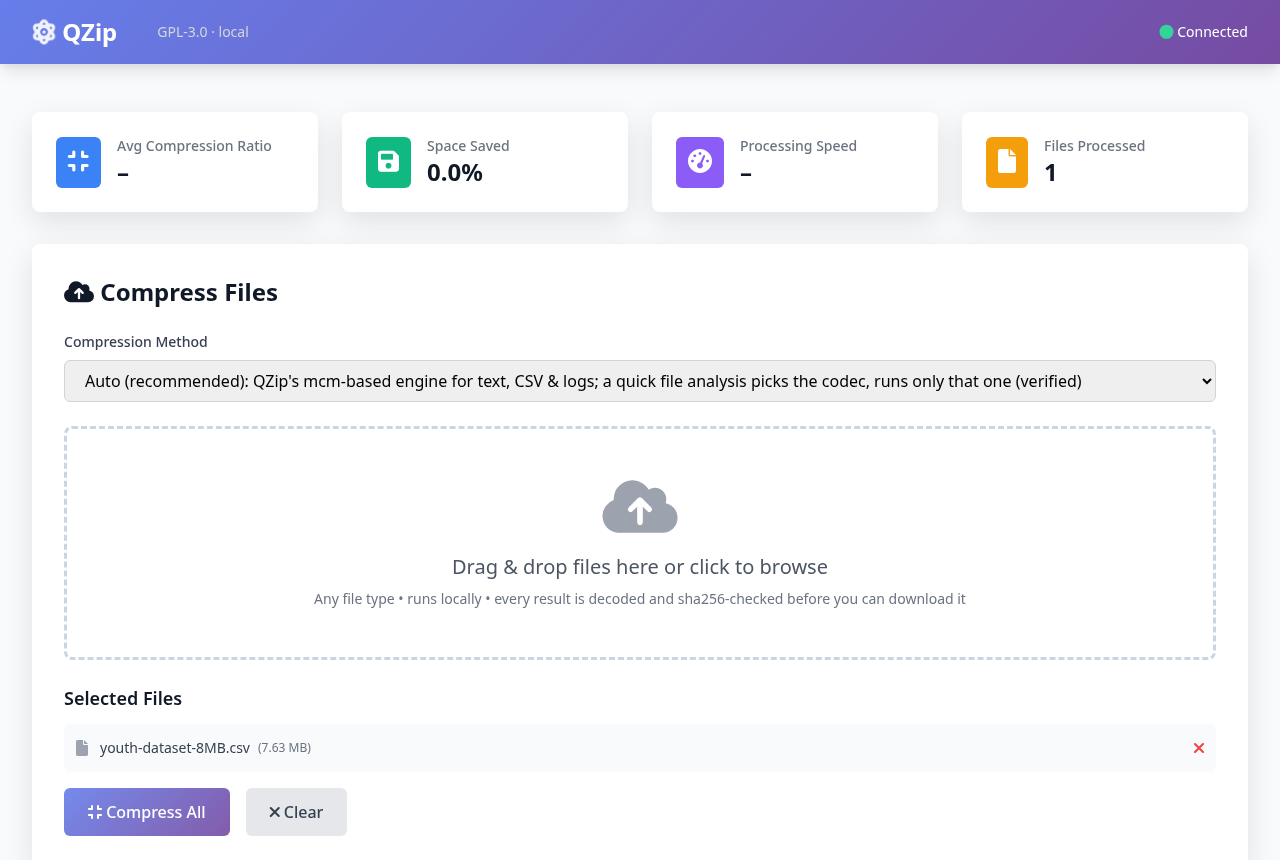 QZip
GPL-3.0 · local
Connected
Avg Compression Ratio
–
Space Saved
0.0%
Processing Speed
–
Files Processed
1
Compress Files
Compression Method
Auto (recommended): QZip's mcm-based engine for text, CSV & logs; a quick file analysis picks the codec, runs only that one (verified)
Drag & drop files here or click to browse
Any file type • runs locally • every result is decoded and sha256-checked before you can download it
Selected Files
youth-dataset-8MB.csv (7.63 MB)
Compress All
Clear